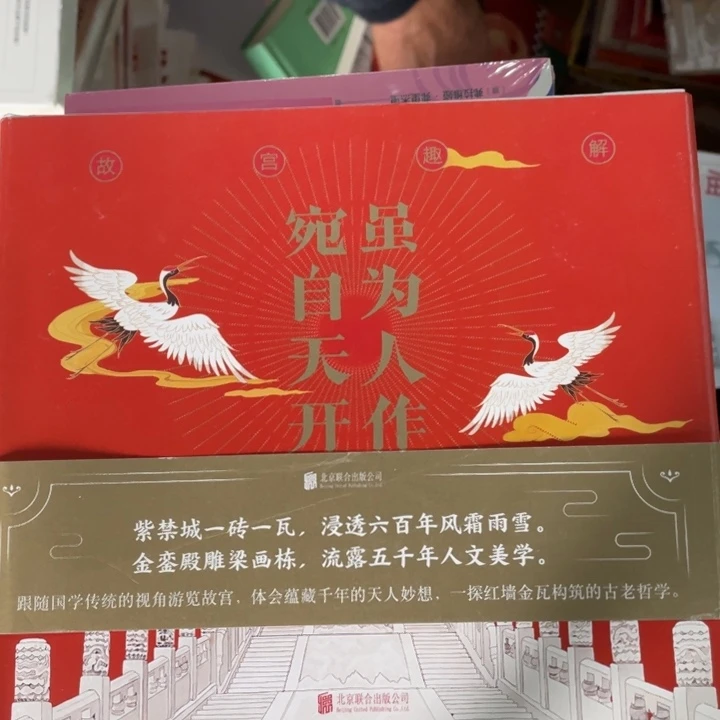 故 宫 趣 解
虽为人作
宛自天开
北京联合出版公司
紫禁城一砖一瓦，浸透六百年风霜雨雪。
金銮殿雕梁画栋，流露五千年人文美学。
跟随国学传统的视角游览故宫，体会蕴藏千年的天人妙想，一探红墙金瓦构筑的古老哲学。
北京联合出版公司
Beijing United Publishing Co.,Ltd.